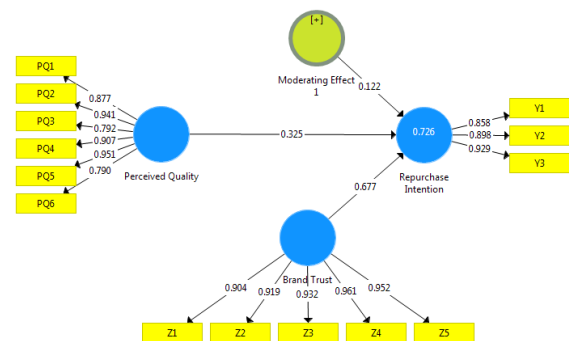 [+]
Moderating Effect
1
0.122
PQ1
PQ2
PQ3
PQ4
PQ5
PQ6
0.877
0.941
0.792
0.907
0.951
0.790
Perceived Quality
0.325
0.726
Repurchase
Intention
0.858
0.898
0.929
Y1
Y2
Y3
0.677
Brand Trust
0.904
0.919
0.932
0.961
0.952
Z1
Z2
Z3
Z4
Z5